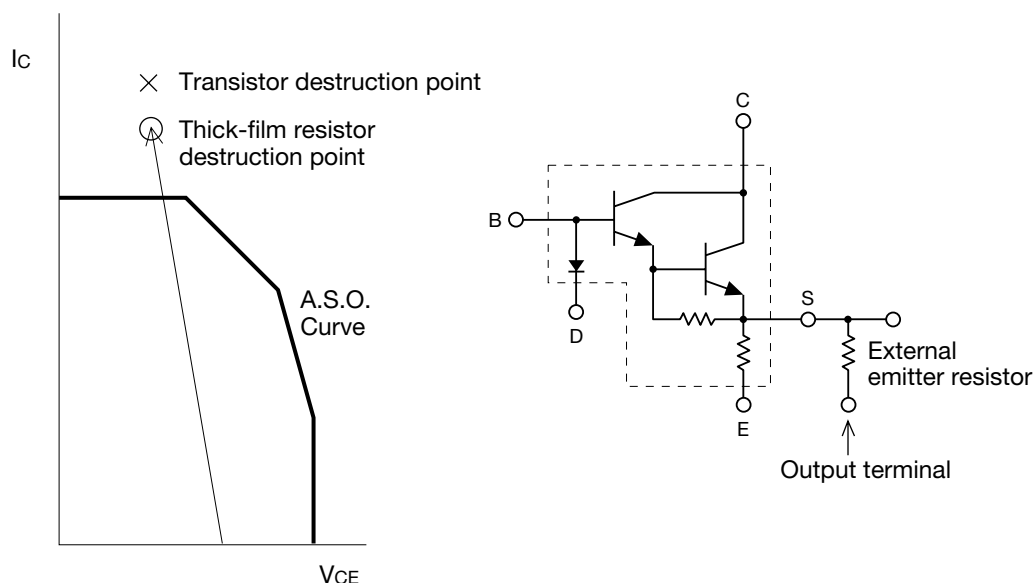 IC
Transistor destruction point
Thick-film resistor
destruction point
A.S.O.
Curve
VCE
C
B
D
S
E
External
emitter resistor
Output terminal